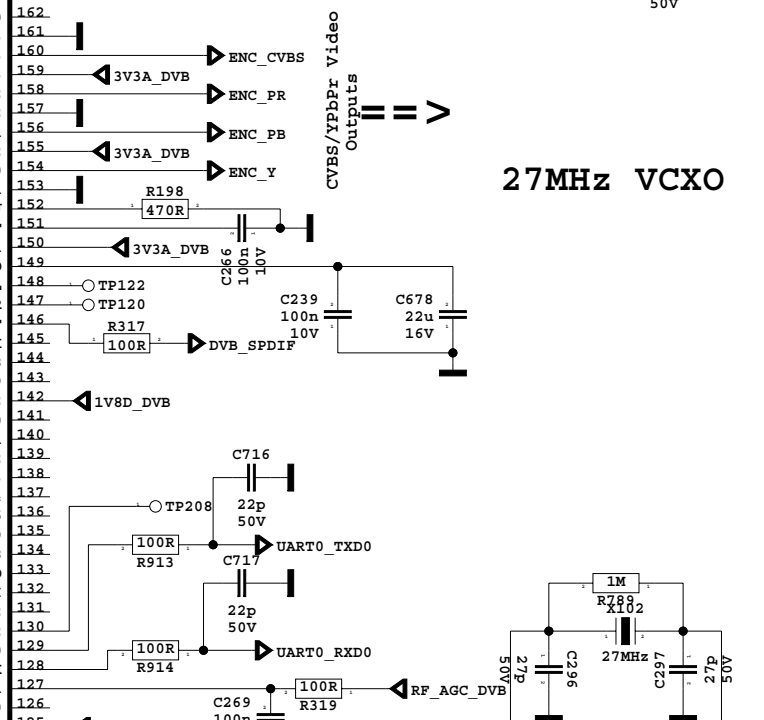 50V
162
161
160
ENC_CVBS
159
3V3A_DVB
158
ENC_PR
157
156
ENC_PB
155
3V3A_DVB
154
ENC_Y
CVBS/YPbPr Video
Outputs
==>
27MHz VCXO
153
R198
152
470R
151
C266
100n
10V
150
3V3A_DVB
149
148
TP122
147
TP120
C239
100n
10V
C678
22u
16V
146
R317
145
100R
DVB_SPDIF
144
143
142
1V8D_DVB
141
140
139
C716
138
137
22p
50V
136
TP208
135
134
100R
R913
UART0_TXD0
C717
133
132
22p
50V
131
130
129
100R
R914
UART0_RXD0
128
127
100R
R319
RF_AGC_DVB
126
C269
1M
R789
X102
27MHz
50V
27p
C296
C297
27p
50V